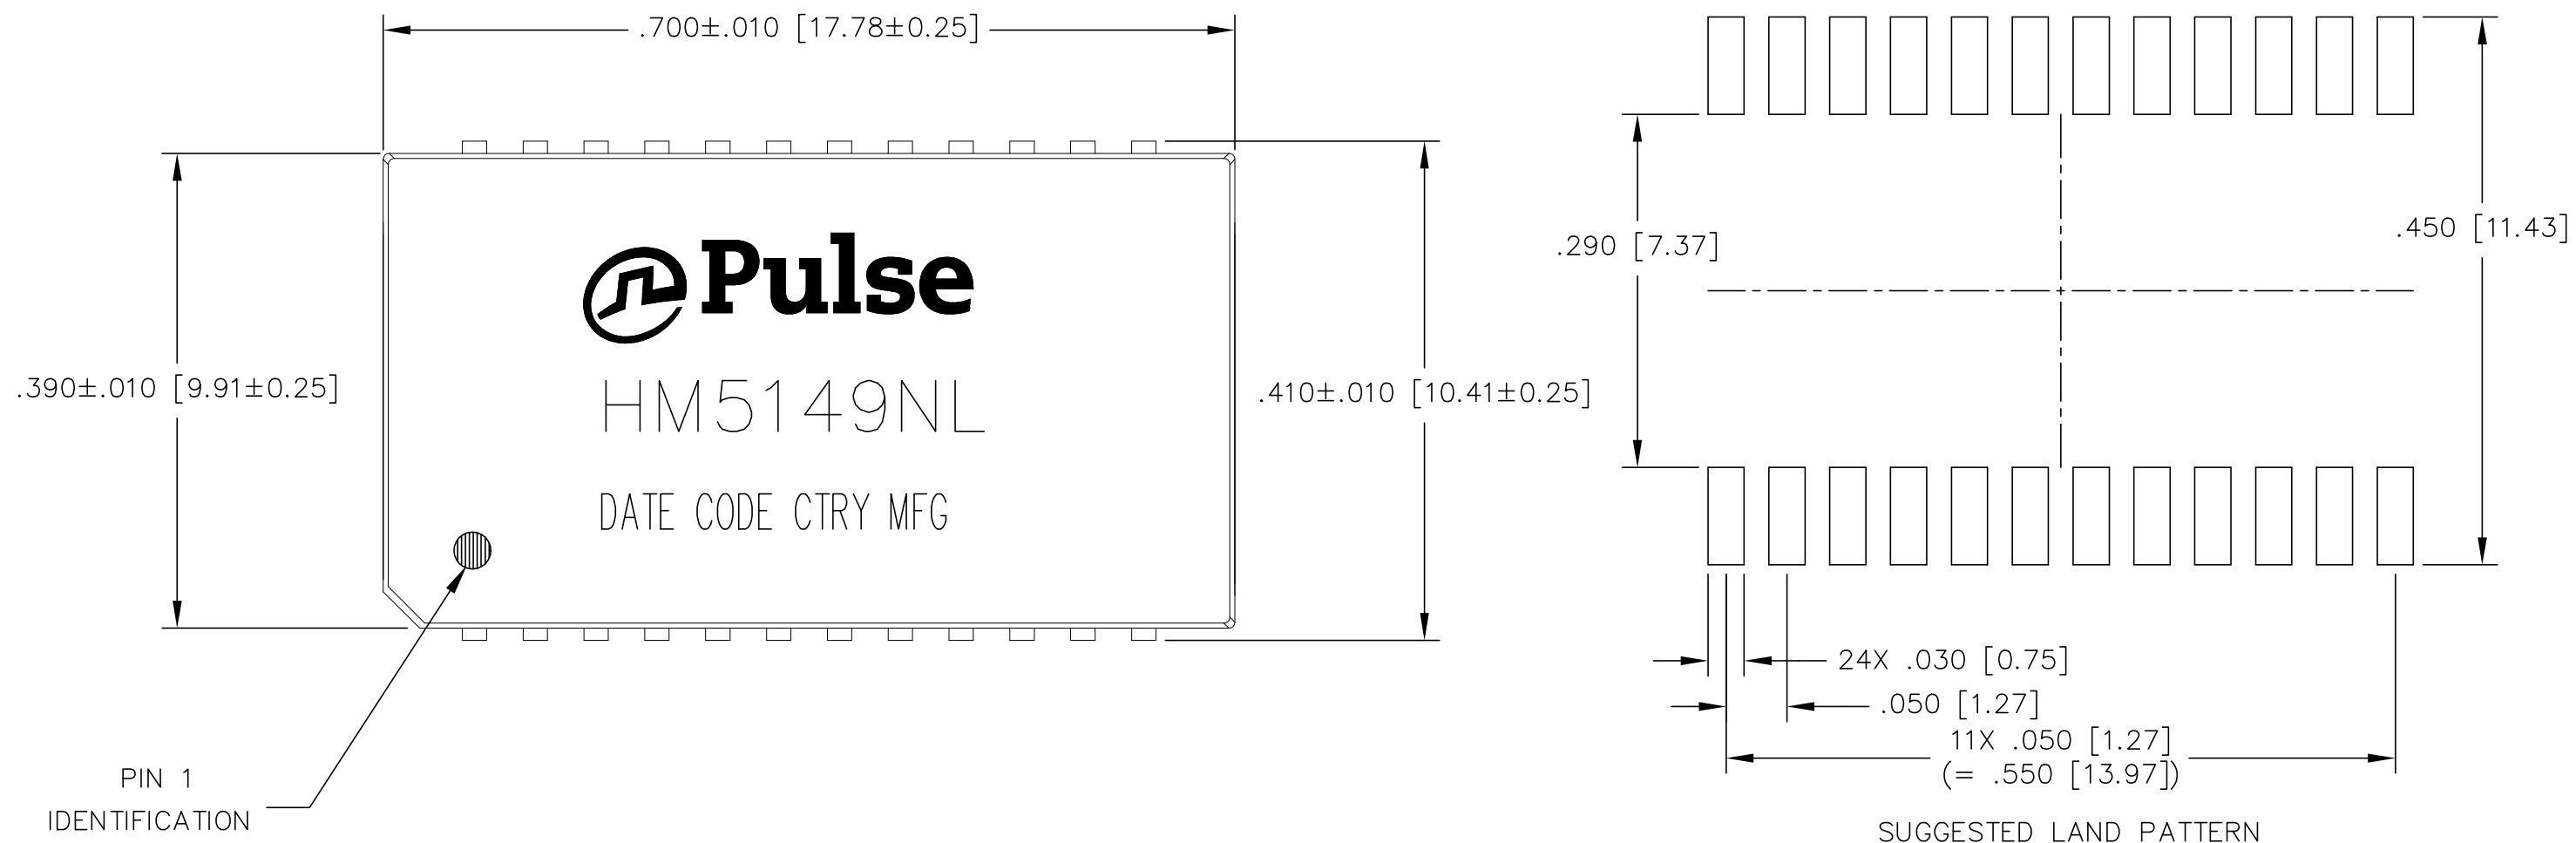 .700±.010 [17.78±0.25]
Pulse
HM5149NL
DATE CODE CTRY MFG
.390±.010 [9.91±0.25]
.410±.010 [10.41±0.25]
PIN 1
IDENTIFICATION
.290 [7.37]
.450 [11.43]
24X .030 [0.75]
.050 [1.27]
11X .050 [1.27]
(= .550 [13.97])
SUGGESTED LAND PATTERN